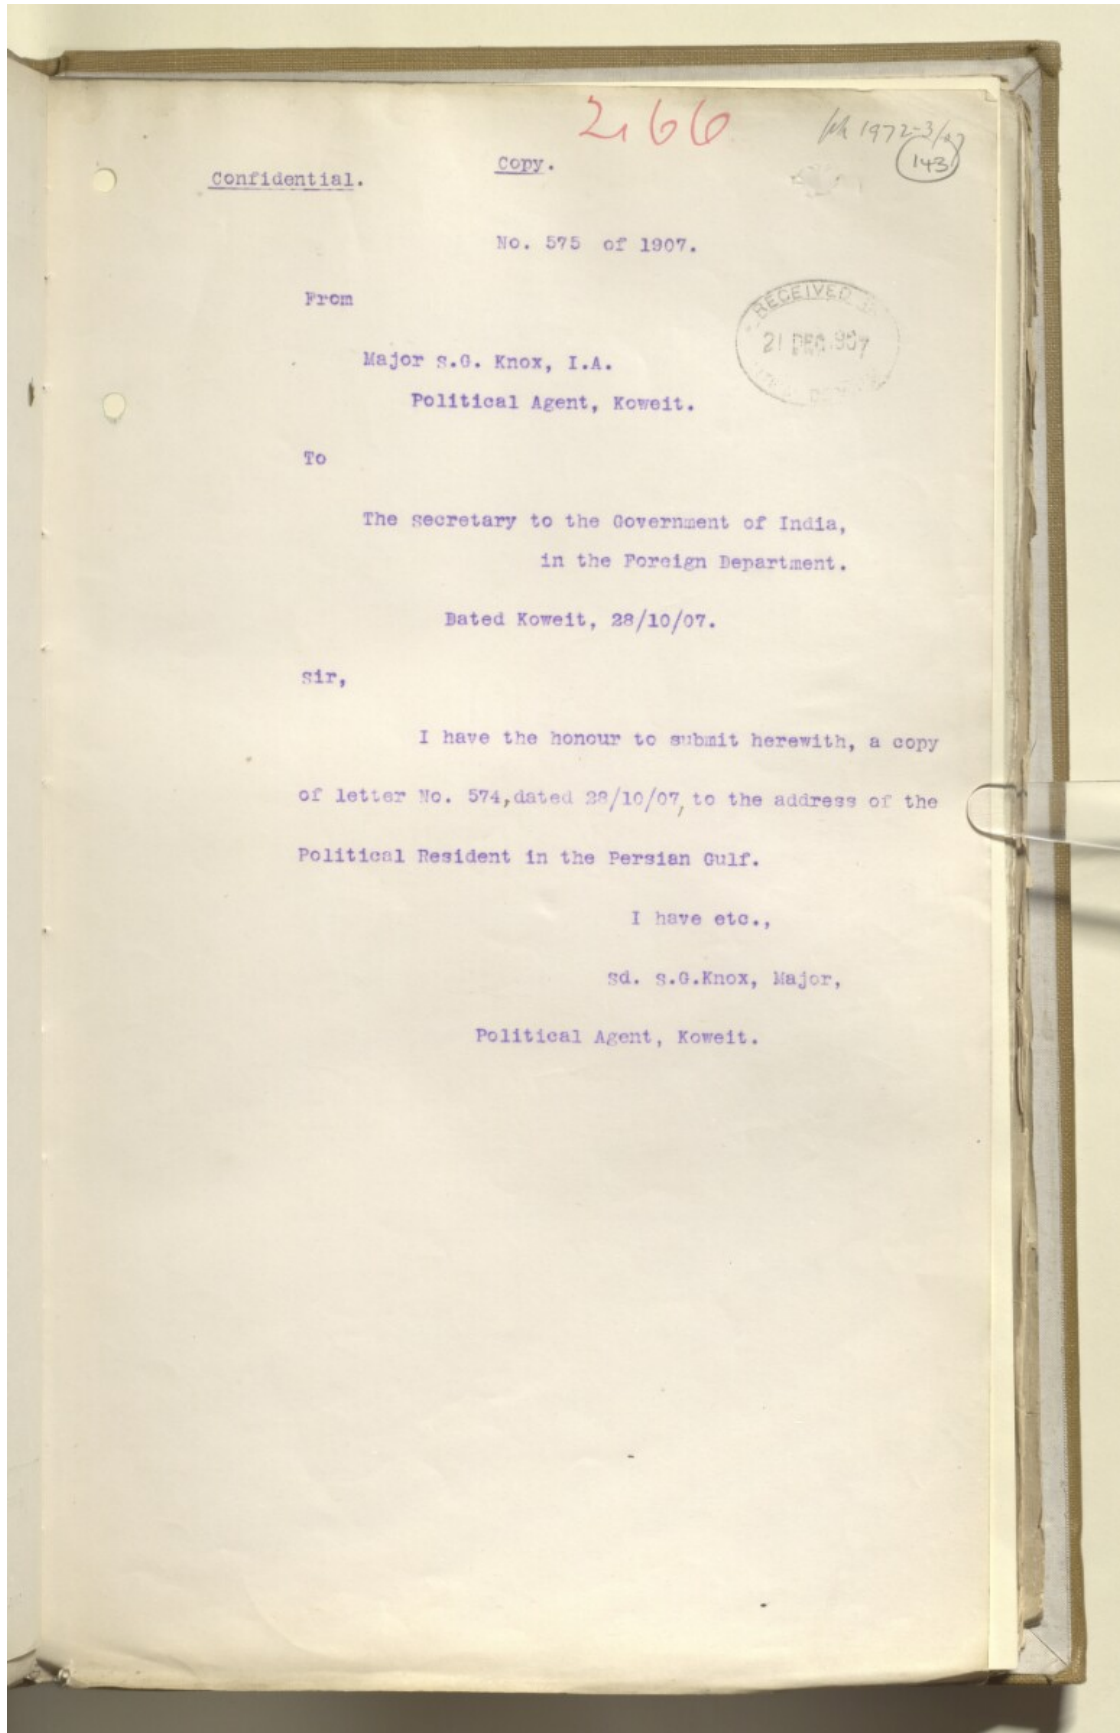 2166
1972-3/07
143
Copy.
Confidential.
No. 575 of 1907.
From
RECEIVED
21 DEC 1907
Major S.G. Knox, I.A.
Political Agent, Koweit.
To
The Secretary to the Government of India,
in the Foreign Department.
Dated Koweit, 28/10/07.
Sir,
I have the honour to submit herewith, a copy
of letter No. 574, dated 28/10/07, to the address of the
Political Resident in the Persian Gulf.
I have etc.,
Sd. S.G.Knox, Major,
Political Agent, Koweit.